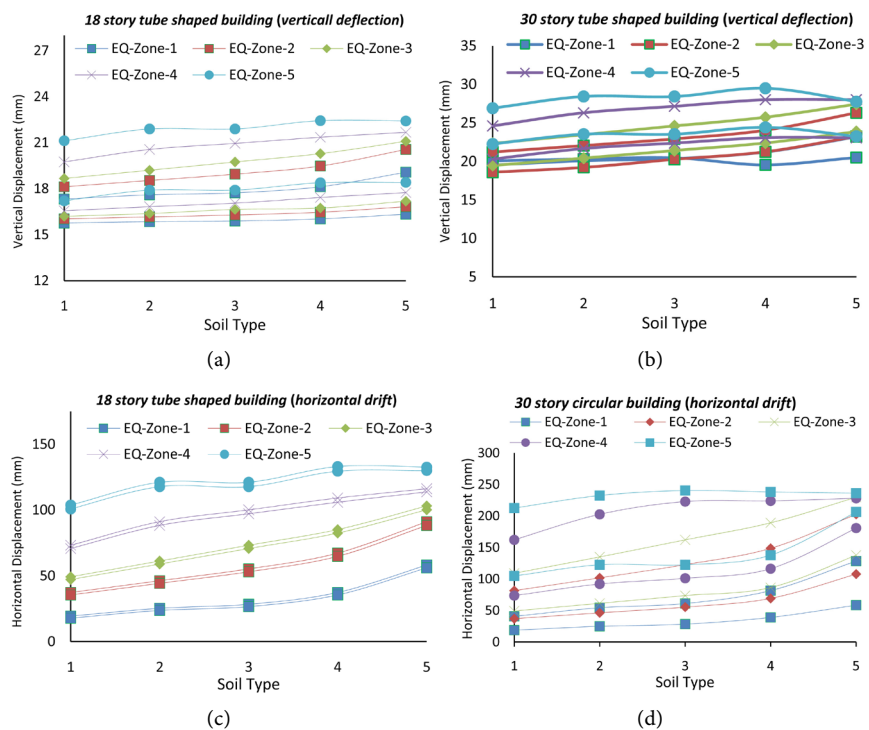 18 story tube shaped building (verticall deflection)
27
24
21
18
15
12
Vertical Displacement (mm)
EQ-Zone-1 EQ-Zone-2 EQ-Zone-3
EQ-Zone-4 EQ-Zone-5
1 2 3 4 5
Soil Type
(a)
30 story tube shaped building (vertical deflection)
35
30
25
20
15
10
5
Vertical Displacement (mm)
EQ-Zone-1 EQ-Zone-2 EQ-Zone-3
EQ-Zone-4 EQ-Zone-5
1 2 3 4 5
Soil Type
(b)
18 story tube shaped building (horizontal drift)
150
100
50
0
Horizontal Displacement (mm)
EQ-Zone-1 EQ-Zone-2 EQ-Zone-3
EQ-Zone-4 EQ-Zone-5
1 2 3 4 5
Soil Type
(c)
30 story circular building (horizontal drift)
EQ-Zone-1 EQ-Zone-2 EQ-Zone-3
EQ-Zone-4 EQ-Zone-5
300
250
200
150
100
50
0
Horizontal Displacement (mm)
1 2 3 4 5
Soil Type
(d)